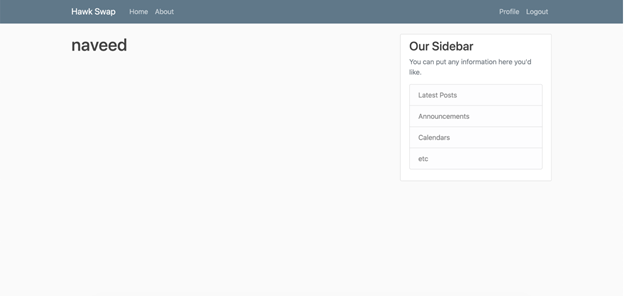 Hawk Swap Home About Profile Logout
naveed
Our Sidebar
You can put any information here you'd
like.
Latest Posts
Announcements
Calendars
etc